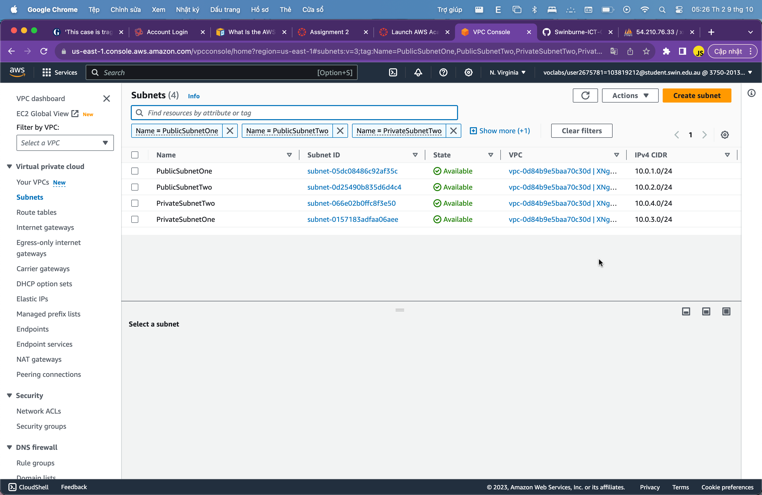 Google Chrome Tệp Chỉnh sửa Xem Nhật ký Dấu trang Hồ sơ Thẻ Cửa sổ Trợ giúp 05:26 Th 2 9 thg 10
'This case is trag Account Login What Is the AWS Assignment 2 Launch AWS Ac VPC Console Swinburne-ICT- 54.210.76.33 /
us-east-1.console.aws.amazon.com/vpcconsole/home?region=us-east-1#subnets:v=3;tag:Name=PublicSubnetOne,PublicSubnetTwo,PrivateSubnetTwo,Privat... Cập nhật
aws Services Search [Option+S] N. Virginia voclabs/user2675781=103819212@student.swin.edu.au @ 3750-2013...
VPC dashboard
EC2 Global View New
Filter by VPC:
Select a VPC
Virtual private cloud
Your VPCs New
Subnets
Route tables
Internet gateways
Egress-only internet
gateways
Carrier gateways
DHCP option sets
Elastic IPs
Managed prefix lists
Endpoints
Endpoint services
NAT gateways
Peering connections
Security
Network ACLs
Security groups
DNS firewall
Rule groups
Domain lists
Subnets (4) Info
Actions Create subnet
Find resources by attribute or tag
Name = PublicSubnetOne Name = PublicSubnetTwo Name = PrivateSubnetTwo Show more (+1) Clear filters
1
Name Subnet ID State VPC IPv4 CIDR
PublicSubnetOne subnet-05dc08486c92af35c Available vpc-0d84b9e5baa70c30d | XNg... 10.0.1.0/24
PublicSubnetTwo subnet-0d25490b835d6d4c4 Available vpc-0d84b9e5baa70c30d | XNg... 10.0.2.0/24
PrivateSubnetTwo subnet-066e02b0ffc8f3e50 Available vpc-0d84b9e5baa70c30d | XNg... 10.0.4.0/24
PrivateSubnetOne subnet-0157183adfaa06aee Available vpc-0d84b9e5baa70c30d | XNg... 10.0.3.0/24
Select a subnet
CloudShell Feedback © 2023, Amazon Web Services, Inc. or its affiliates. Privacy Terms Cookie preferences